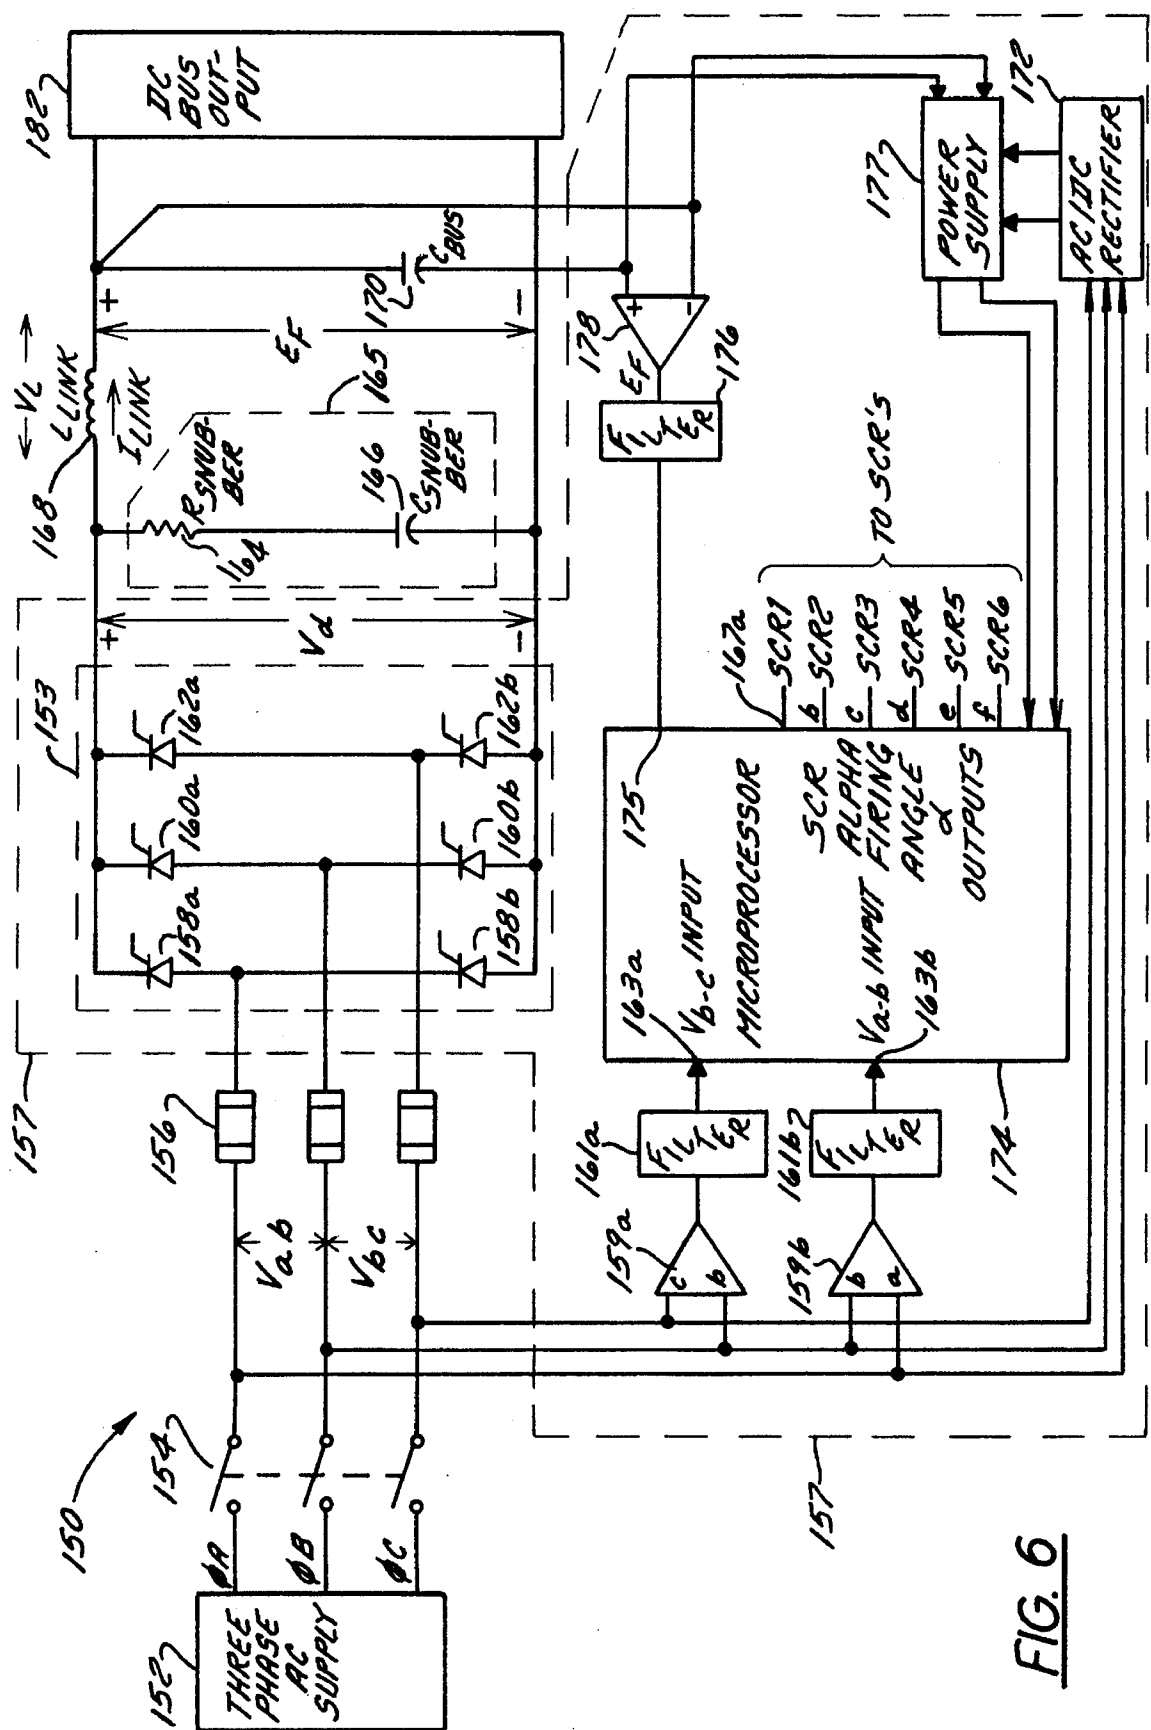 150
152
THREE
PHASE
AC
SUPPLY
ØA
ØB
ØC
154
Vab
Vbc
156
157
153
158a
160a
162a
158b
160b
162b
+
Vd
-
168
← VL →
LLINK
ILINK
RSNUB-
BER
164
166
CSNUB-
BER
165
+
EF
-
170
CBUS
182
DC
BUS
OUT-
PUT
159a
c
b
159b
b
a
161a
FILTER
161b
FILTER
163a
Vb-c INPUT
MICROPROCESSOR
Va-b INPUT
163b
174
175
SCR
ALPHA
FIRING
ANGLE
α
OUTPUTS
167a
SCR1
b SCR2
c SCR3
d SCR4
e SCR5
f SCR6
TO SCR'S
FILTER
176
EF
178
+
-
177
POWER
SUPPLY
172
AC/DC
RECTIFIER
157
FIG. 6